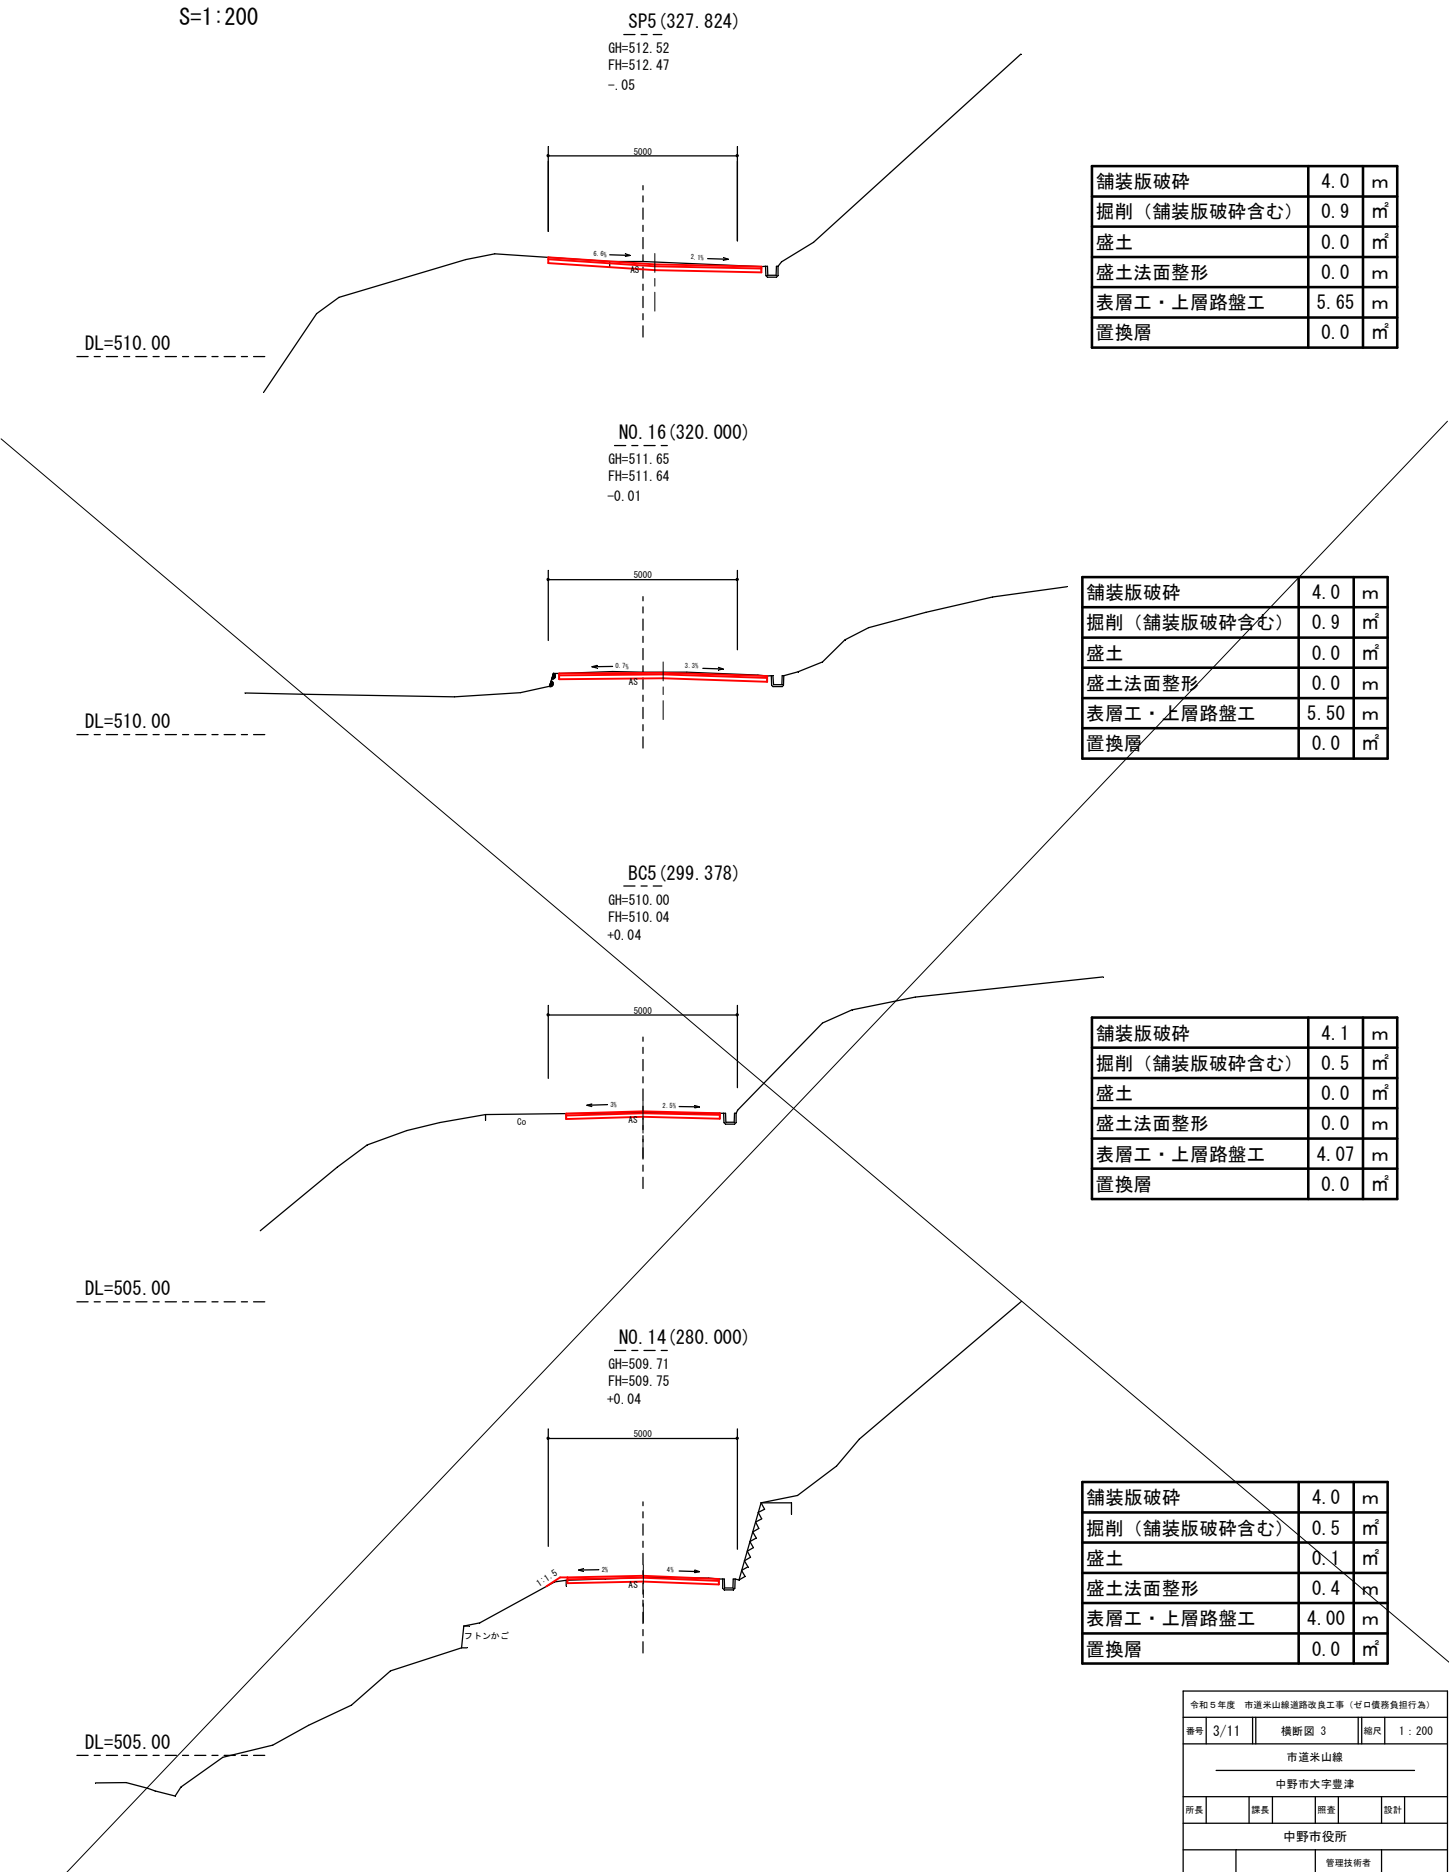 S=1:200
SP5(327.824)
GH=512.52
FH=512.47
-.05
5000
6.6% 2.1%
AS
DL=510.00
舗装版破砕 4.0 m
掘削（舗装版破砕含む） 0.9 ㎡
盛土 0.0 ㎡
盛土法面整形 0.0 m
表層工・上層路盤工 5.65 m
置換層 0.0 ㎡
NO.16(320.000)
GH=511.65
FH=511.64
-0.01
5000
0.7% 3.3%
AS
DL=510.00
舗装版破砕 4.0 m
掘削（舗装版破砕含む） 0.9 ㎡
盛土 0.0 ㎡
盛土法面整形 0.0 m
表層工・上層路盤工 5.50 m
置換層 0.0 ㎡
BC5(299.378)
GH=510.00
FH=510.04
+0.04
5000
3% 2.5%
Co AS
DL=505.00
舗装版破砕 4.1 m
掘削（舗装版破砕含む） 0.5 ㎡
盛土 0.0 ㎡
盛土法面整形 0.0 m
表層工・上層路盤工 4.07 m
置換層 0.0 ㎡
NO.14(280.000)
GH=509.71
FH=509.75
+0.04
5000
1:1.5 2% 4%
AS
フトンかご
DL=505.00
舗装版破砕 4.0 m
掘削（舗装版破砕含む） 0.5 ㎡
盛土 0.1 ㎡
盛土法面整形 0.4 m
表層工・上層路盤工 4.00 m
置換層 0.0 ㎡
令和５年度 市道米山線道路改良工事（ゼロ債務負担行為）
番号 3/11 横断図 3 縮尺 1：200
市道米山線
中野市大字豊津
所長 課長 照査 設計
中野市役所
管理技術者